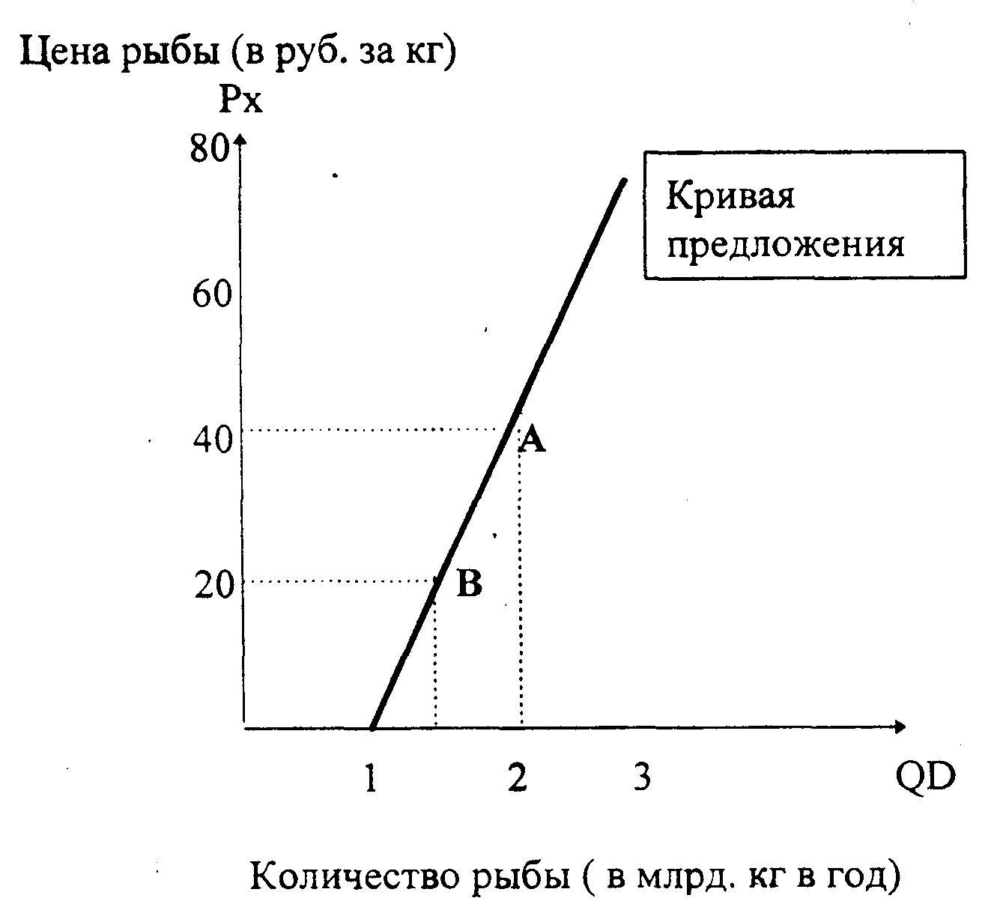 Цена рыбы (в руб. за кг)
Px
80
Кривая
предложения
60
40
A
20
B
1 2 3 QD
Количество рыбы ( в млрд. кг в год)